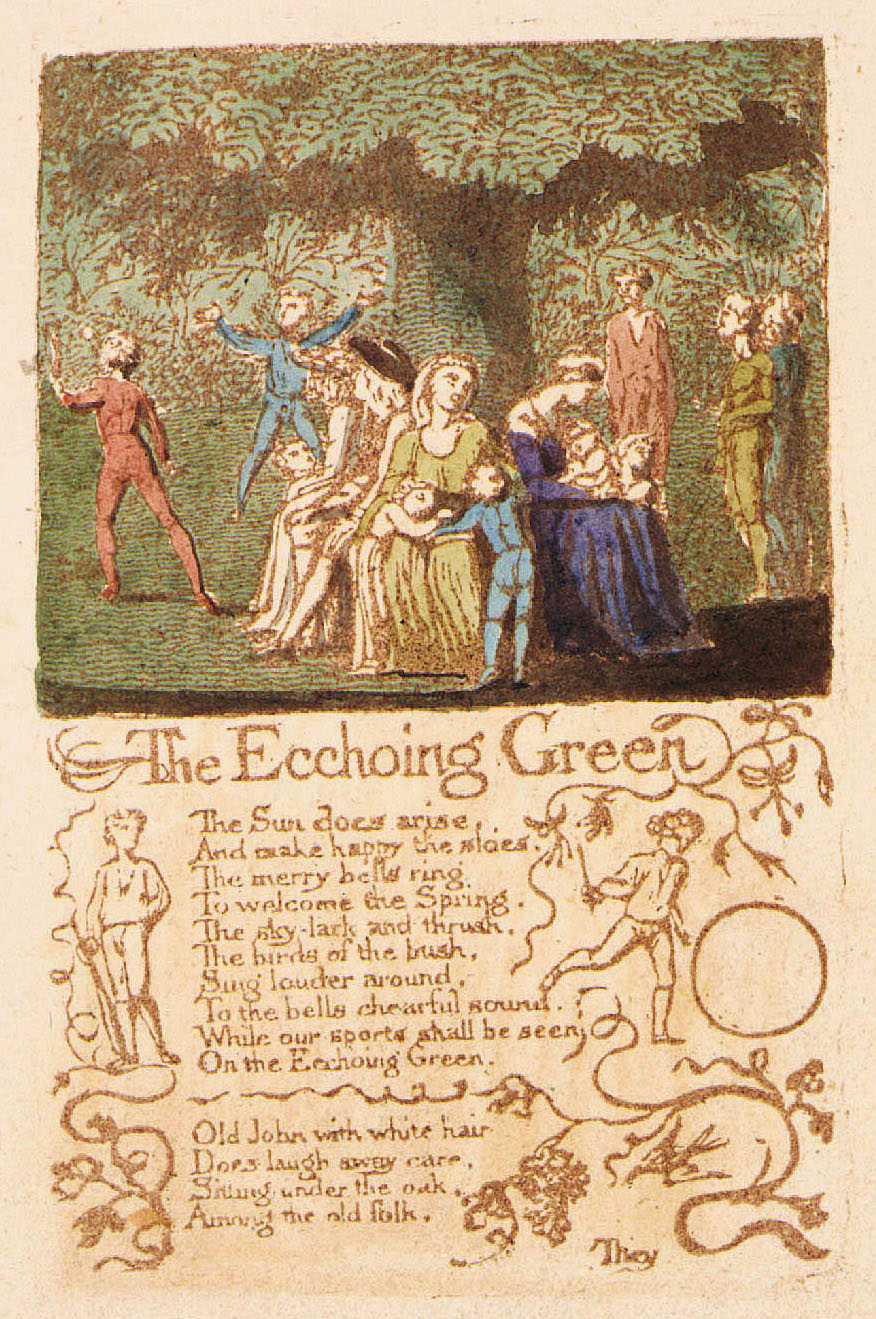 The Ecchoing Green
The Sun does arise,
And make happy the skies.
The merry bells ring
To welcome the Spring.
The sky-lark and thrush,
The birds of the bush,
Sing louder around,
To the bells chearful sound.
While our sports shall be seen
On the Ecchoing Green.
Old John with white hair
Does laugh away care,
Sitting under the oak,
Among the old folk,
They